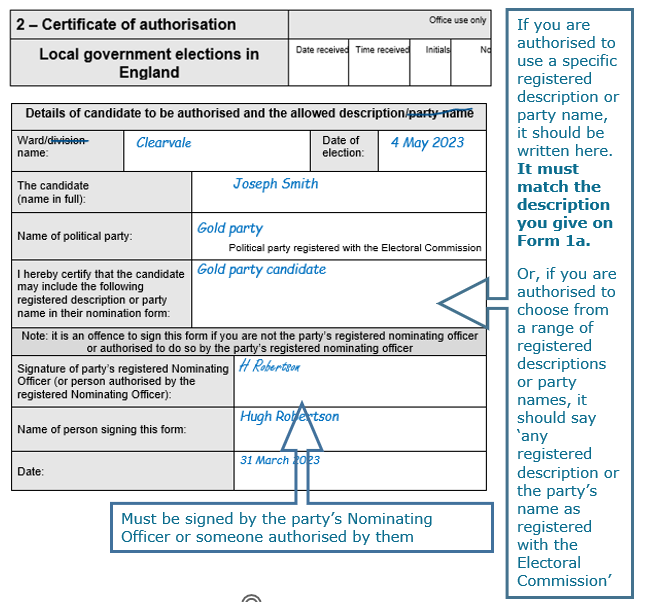 2 – Certificate of authorisation
Office use only
Local government elections in
England
Date received
Time received
Initials
No
Details of candidate to be authorised and the allowed description/party name
Ward/division
name:
Clearvale
Date of
election:
4 May 2023
The candidate
(name in full):
Joseph Smith
Name of political party:
Gold party
Political party registered with the Electoral Commission
I hereby certify that the candidate
may include the following
registered description or party
name in their nomination form:
Gold party candidate
Note: it is an offence to sign this form if you are not the party's registered nominating officer
or authorised to do so by the party's registered nominating officer
Signature of party's registered Nominating
Officer (or person authorised by the
registered Nominating Officer):
H Robertson
Name of person signing this form:
Hugh Robertson
Date:
31 March 2023
Must be signed by the party's Nominating
Officer or someone authorised by them
If you are
authorised to
use a specific
registered
description or
party name,
it should be
written here.
It must
match the
description
you give on
Form 1a.
Or, if you are
authorised to
choose from
a range of
registered
descriptions
or party
names, it
should say
'any
registered
description or
the party's
name as
registered
with the
Electoral
Commission'